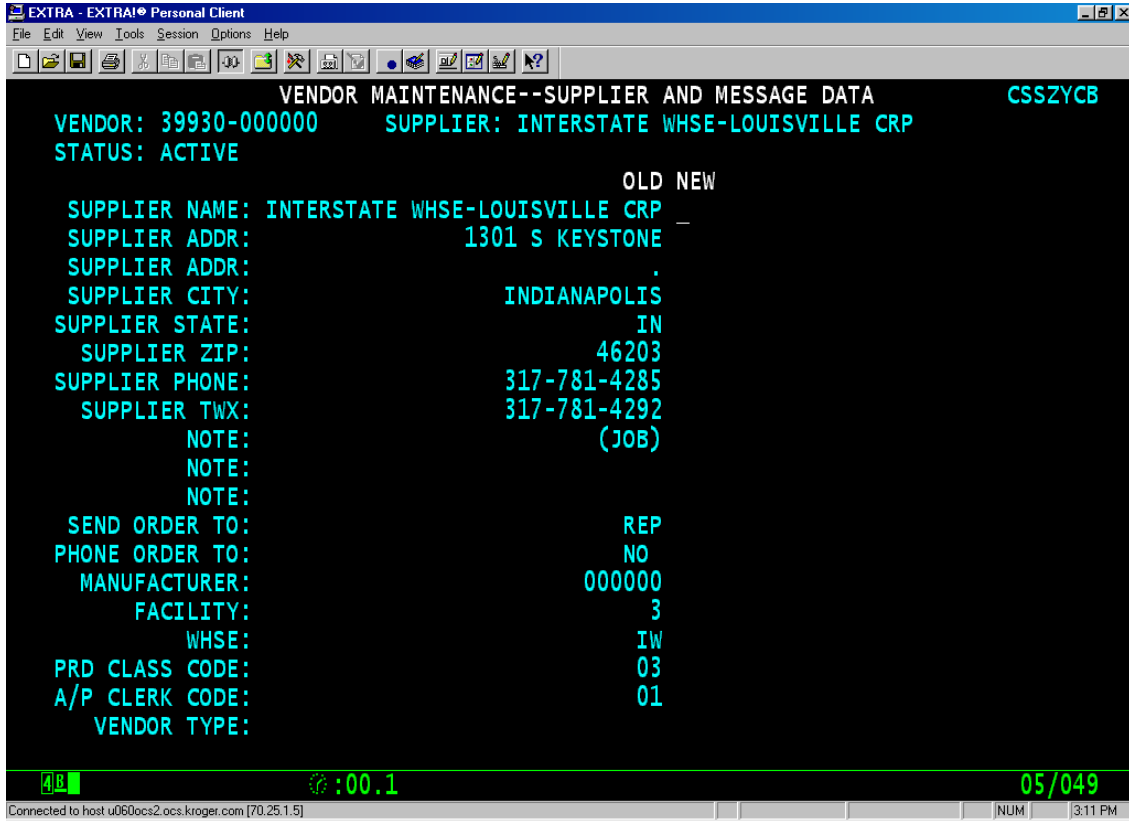 EXTRA - EXTRA!® Personal Client
File Edit View Tools Session Options Help
VENDOR MAINTENANCE--SUPPLIER AND MESSAGE DATA CSSZYCB
VENDOR: 39930-000000 SUPPLIER: INTERSTATE WHSE-LOUISVILLE CRP
STATUS: ACTIVE
OLD NEW
SUPPLIER NAME: INTERSTATE WHSE-LOUISVILLE CRP _
SUPPLIER ADDR: 1301 S KEYSTONE
SUPPLIER ADDR: .
SUPPLIER CITY: INDIANAPOLIS
SUPPLIER STATE: IN
SUPPLIER ZIP: 46203
SUPPLIER PHONE: 317-781-4285
SUPPLIER TWX: 317-781-4292
NOTE: (JOB)
NOTE:
NOTE:
SEND ORDER TO: REP
PHONE ORDER TO: NO
MANUFACTURER: 000000
FACILITY: 3
WHSE: IW
PRD CLASS CODE: 03
A/P CLERK CODE: 01
VENDOR TYPE:
4B :00.1 05/049
Connected to host u060ocs2.ocs.kroger.com [70.25.1.5] NUM 3:11 PM